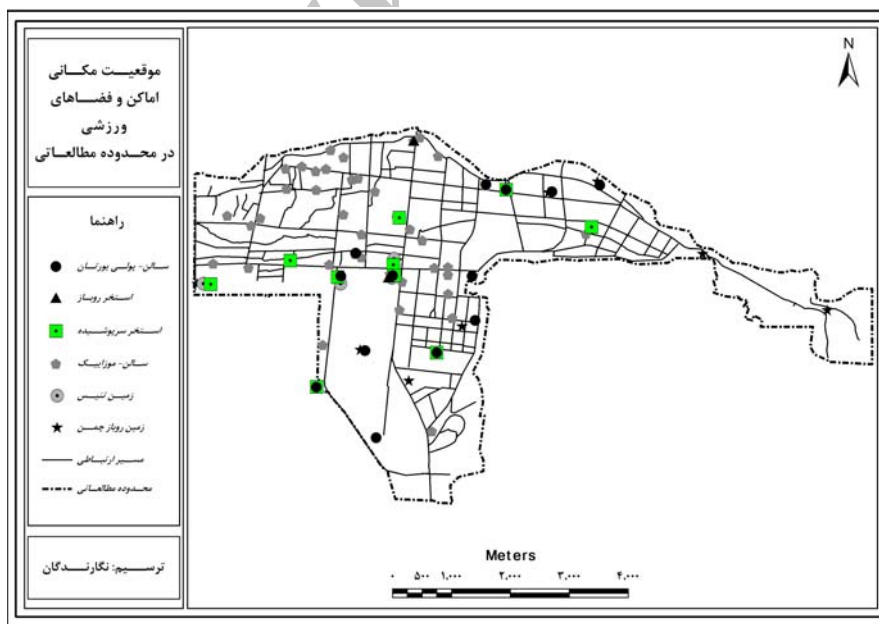 موقعیت مکانی
اماکن و فضاهای
ورزشی
در محدوده مطالعاتی
راهنما
سالن- پولی یورتان
استخر روباز
استخر سرپوشیده
سالن- موزاییک
زمین تنیس
زمین روباز چمن
مسیر ارتباطی
محدوده مطالعاتی
ترسیم: نگارندگان
N
Meters
۰ ۵۰۰ ۱,۰۰۰ ۲,۰۰۰ ۳,۰۰۰ ۴,۰۰۰